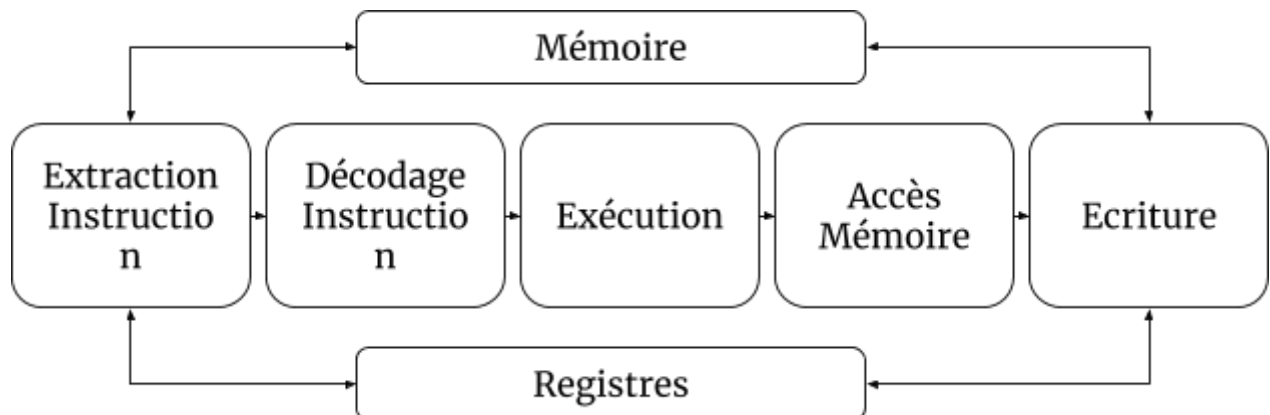 Mémoire
Extraction
Instructio
n
Décodage
Instructio
n
Exécution
Accès
Mémoire
Ecriture
Registres